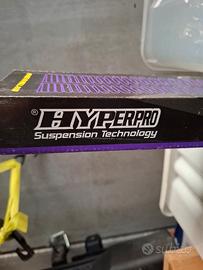 ® HYPERPRO
Suspension Technology
subito